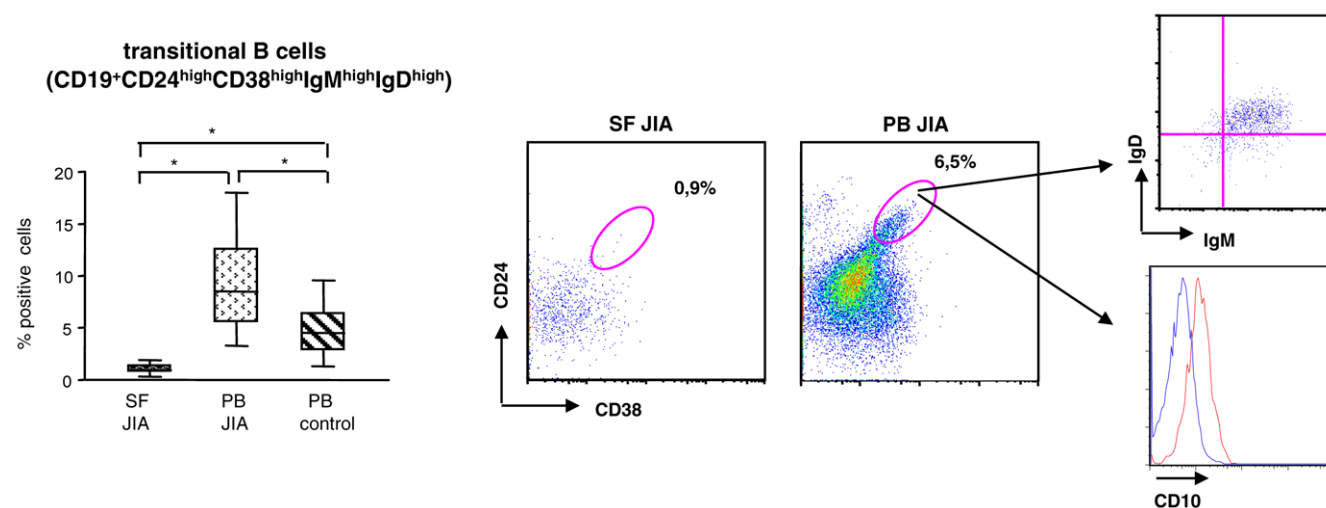 transitional B cells
(CD19⁺CD24ʰⁱᵍʰCD38ʰⁱᵍʰIgMʰⁱᵍʰIgDʰⁱᵍʰ)
*
* *
20
15
10
5
0
% positive cells
SF JIA
PB JIA
PB control
SF JIA
0,9%
CD24
CD38
PB JIA
6,5%
IgD
IgM
CD10